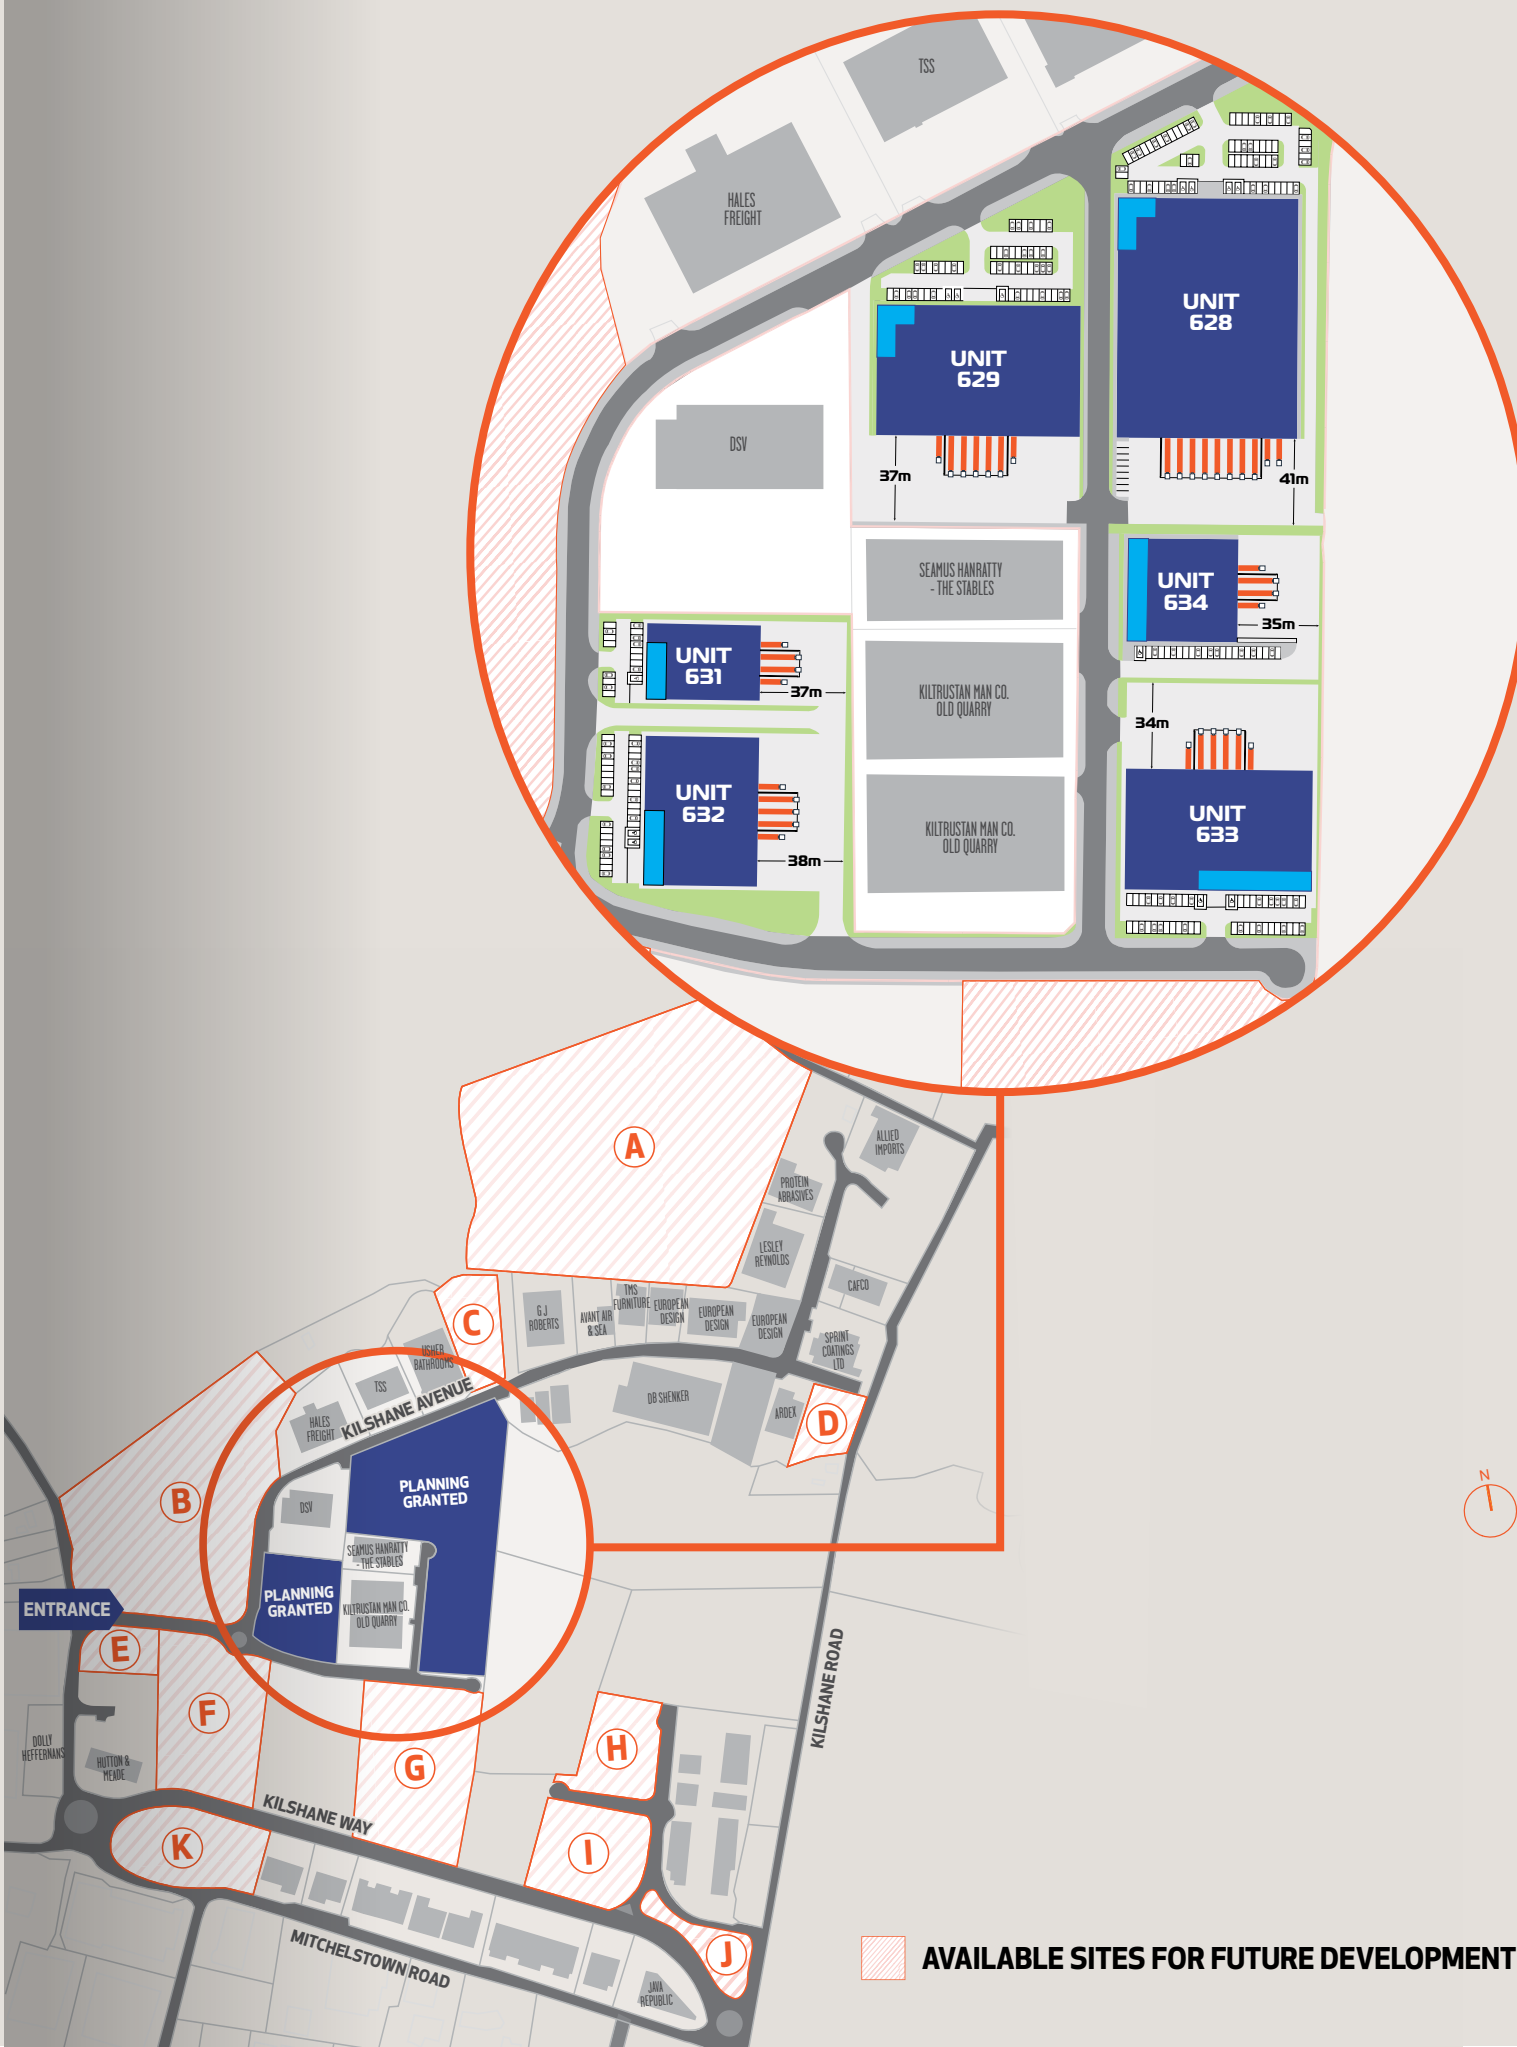 TSS
HALES
FREIGHT
UNIT
628
UNIT
629
DSV
37m
41m
SEAMUS HANRATTY
- THE STABLES
UNIT
634
35m
UNIT
631
37m
KILTRUSTAN MAN CO.
OLD QUARRY
34m
UNIT
632
38m
KILTRUSTAN MAN CO.
OLD QUARRY
UNIT
633
A
ALLIED
IMPORTS
PROTEIN
ABRASIVES
LESLEY
REYNOLDS
CAFCO
C
G J
ROBERTS
AVANT AIR
& SEA
TMS
FURNITURE
EUROPEAN
DESIGN
EUROPEAN
DESIGN
EUROPEAN
DESIGN
SPRINT
COATINGS
LTD
USHER
BATHROOMS
TSS
HALES
FREIGHT
KILSHANE AVENUE
DB SHENKER
ARDEX
D
B
PLANNING
GRANTED
DSV
SEAMUS HANRATTY
- THE STABLES
PLANNING
GRANTED
KILTRUSTAN MAN CO.
OLD QUARRY
N
ENTRANCE
E
F
G
H
KILSHANE ROAD
DOLLY
HEFFERNANS
HUTTON &
MEADE
KILSHANE WAY
K
I
J
MITCHELSTOWN ROAD
JAVA
REPUBLIC
AVAILABLE SITES FOR FUTURE DEVELOPMENT